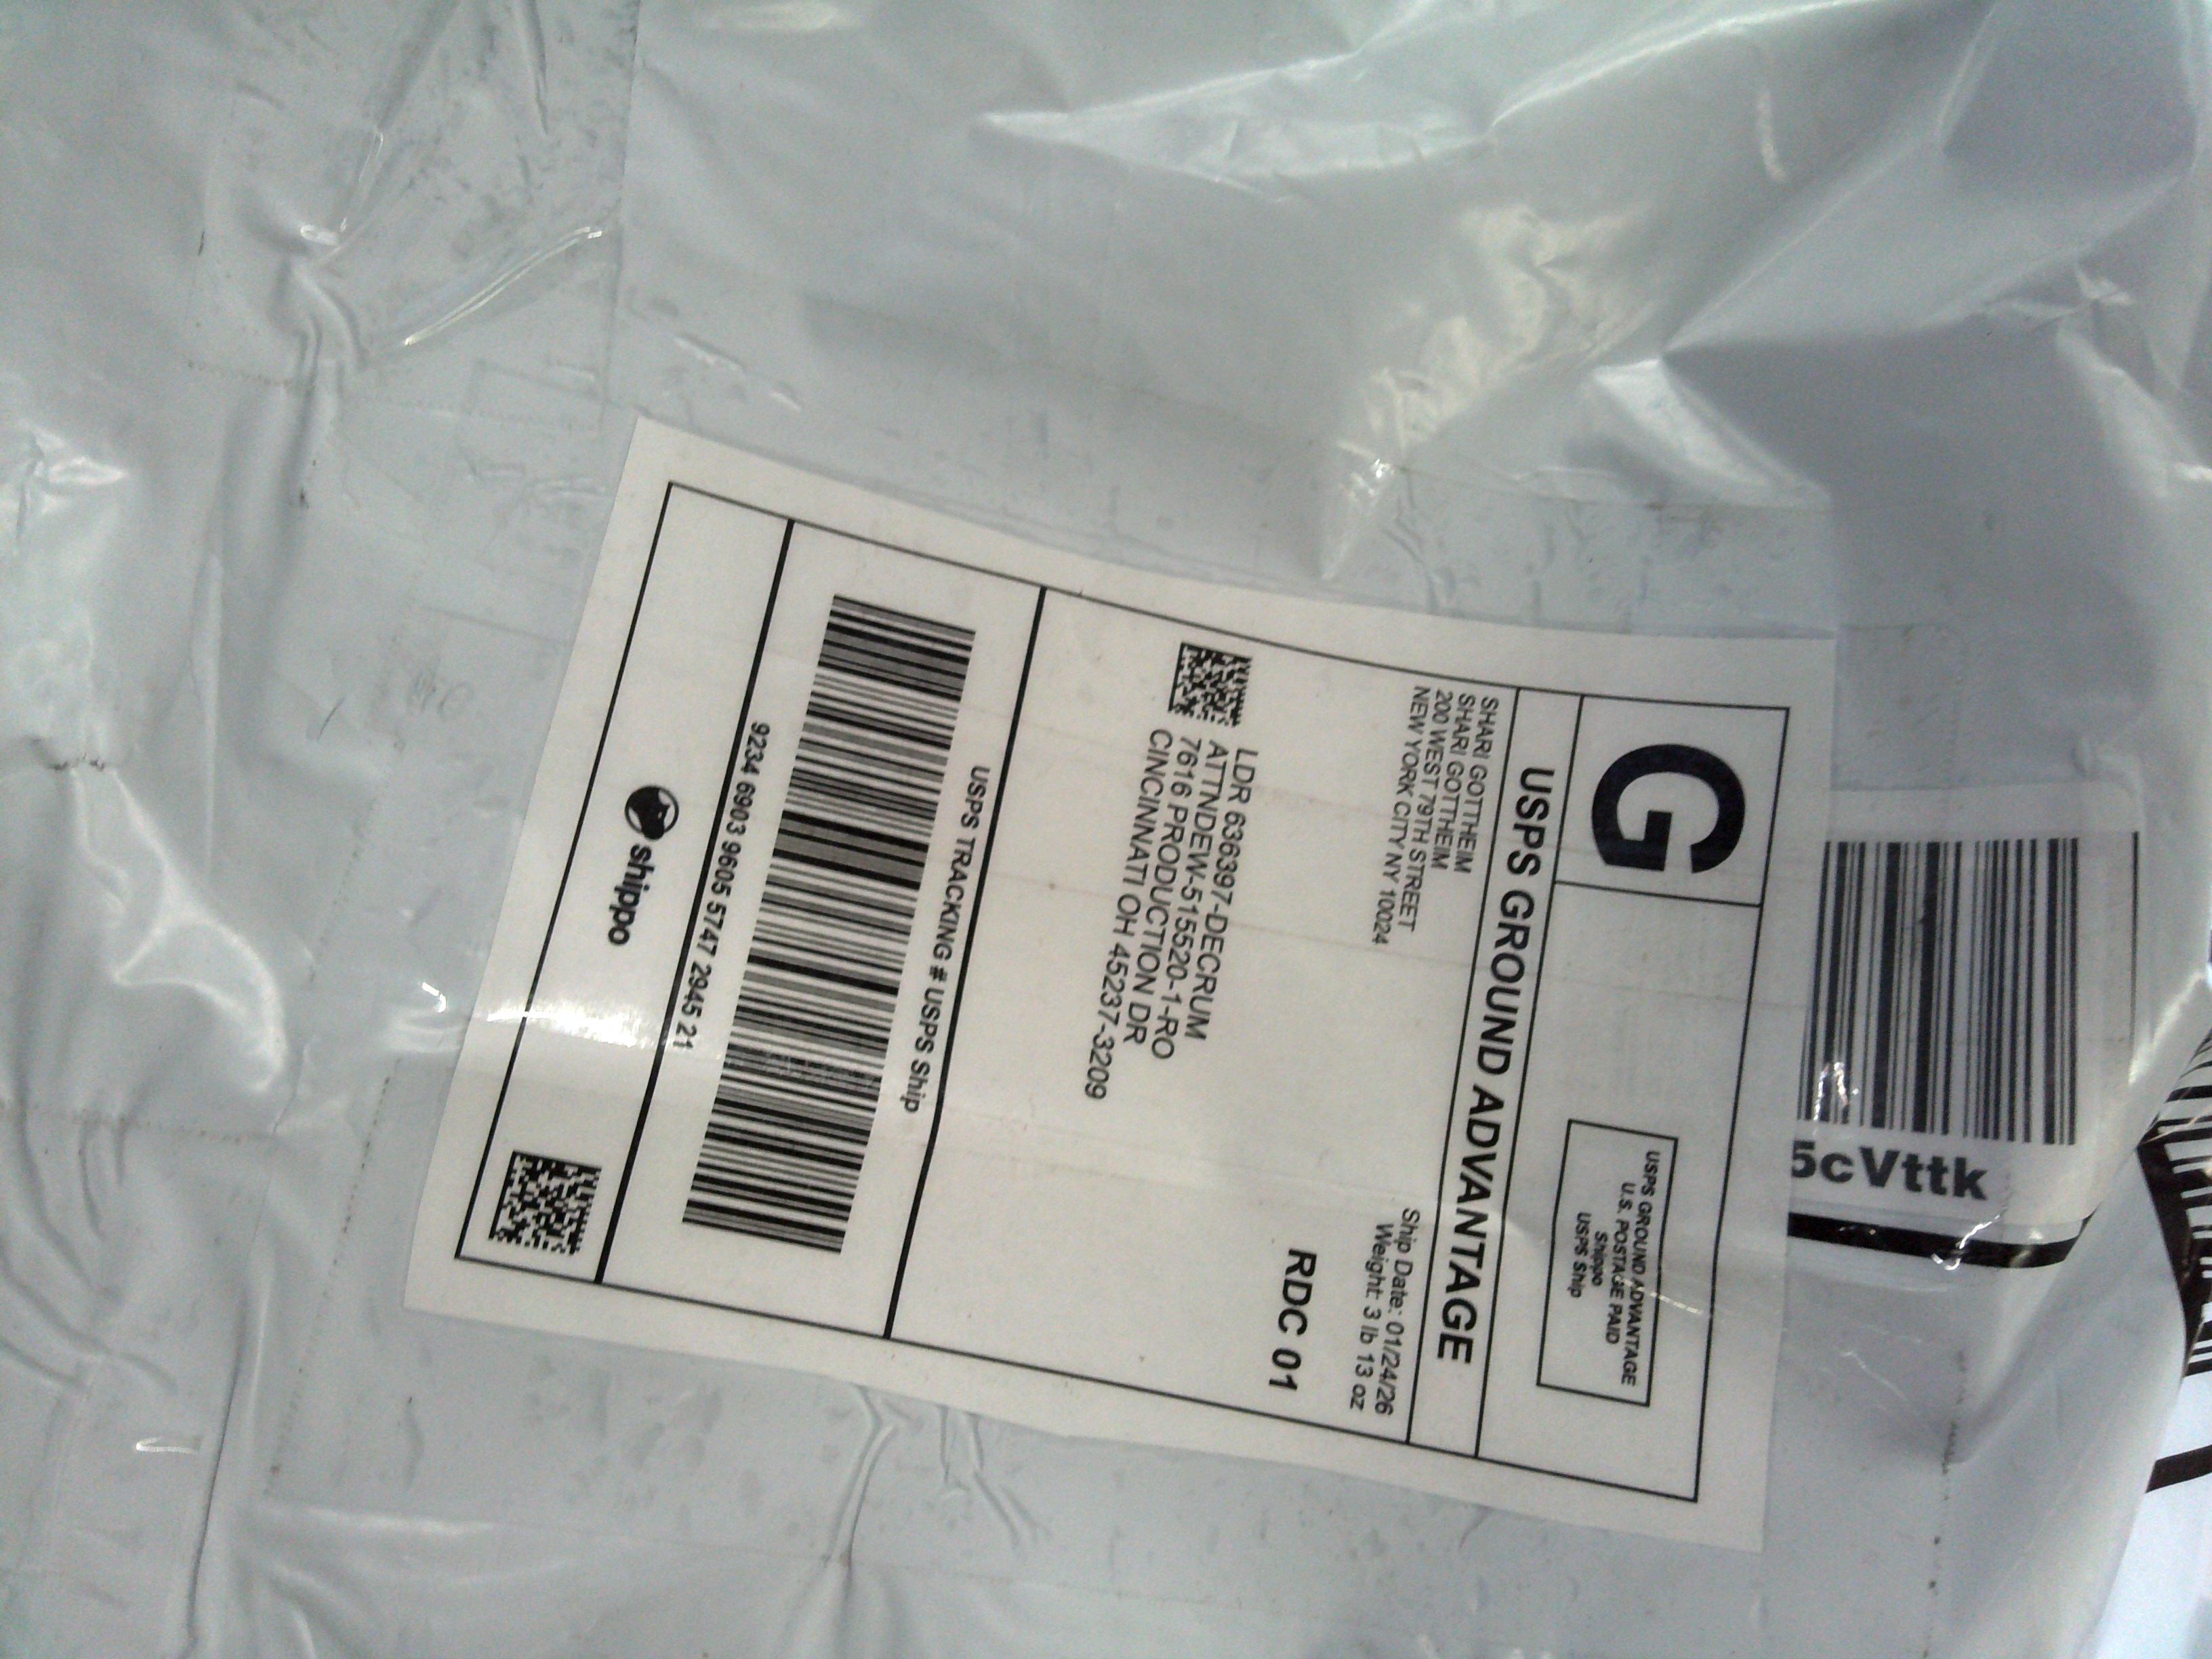 G
USPS GROUND ADVANTAGE
U.S. POSTAGE PAID
Shippo
USPS Ship
USPS GROUND ADVANTAGE
SHARI GOTTHEIM
SHARI GOTTHEIM
200 WEST 79TH STREET
NEW YORK CITY NY 10024
Ship Date: 01/24/26
Weight: 3 lb 13 oz
RDC 01
LDR 636397-DECRUM
ATTNDEW-515520-1-RO
7616 PRODUCTION DR
CINCINNATI OH 45237-3209
USPS TRACKING # USPS Ship
9234 6903 9605 5747 2945 21
shippo
5cVttk